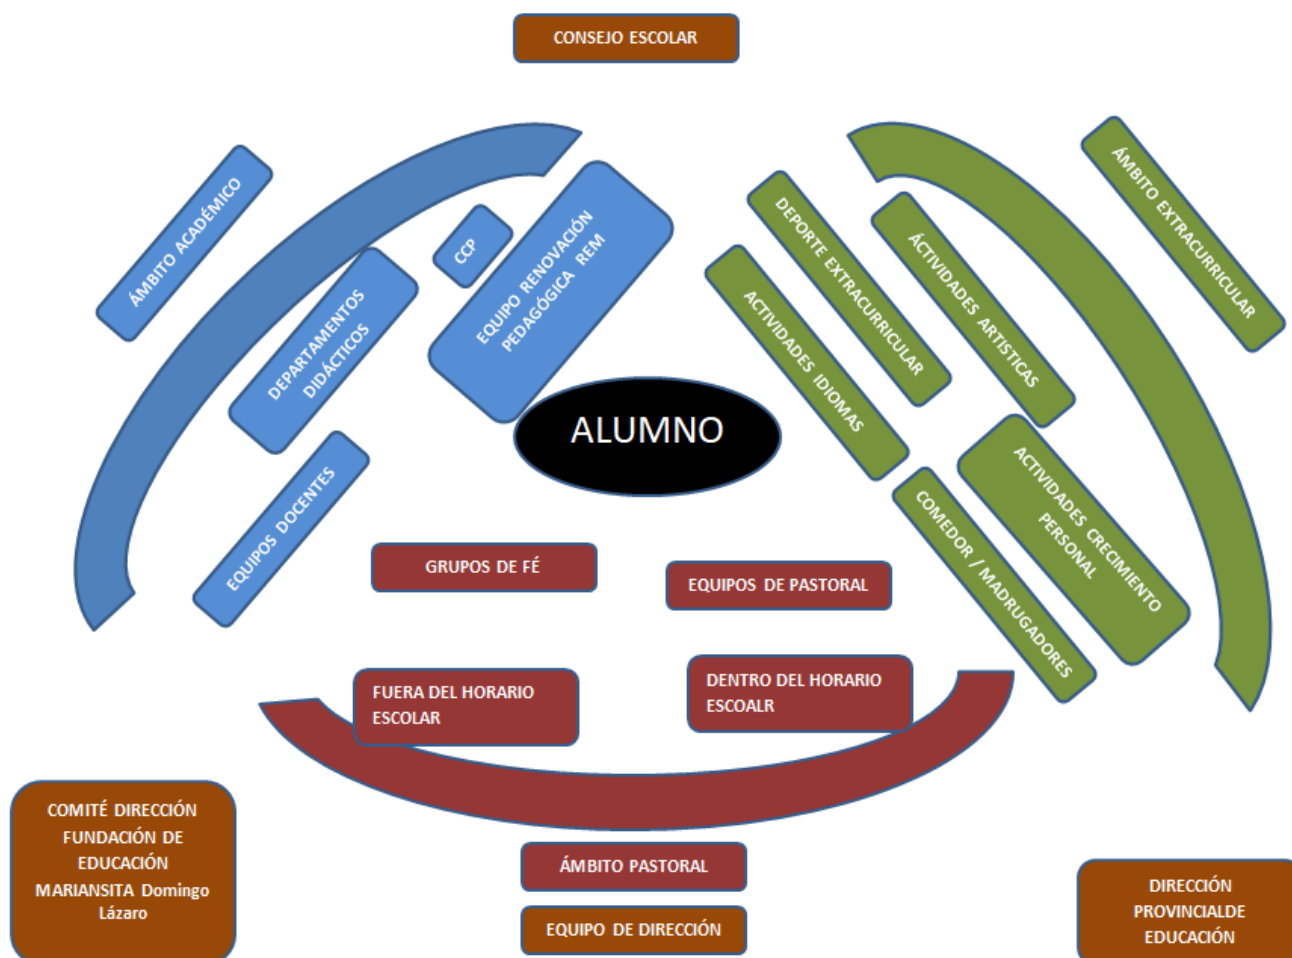 CONSEJO ESCOLAR
ÁMBITO ACADÉMICO
DEPARTAMENTOS
DIDÁCTICOS
CCP
EQUIPO RENOVACIÓN
PEDAGÓGICA REM
EQUIPOS DOCENTES
ALUMNO
ACTIVIDADES IDIOMAS
DEPORTE EXTRACURRICULAR
ÁCTIVIDADES ARTISTICAS
ÁMBITO EXTRACURRICULAR
ACTIVIDADES CRECIMIENTO
PERSONAL
COMEDOR / MADRUGADORES
GRUPOS DE FÉ
EQUIPOS DE PASTORAL
FUERA DEL HORARIO
ESCOLAR
DENTRO DEL HORARIO
ESCOALR
COMITÉ DIRECCIÓN
FUNDACIÓN DE
EDUCACIÓN
MARIANSITA Domingo
Lázaro
ÁMBITO PASTORAL
EQUIPO DE DIRECCIÓN
DIRECCIÓN
PROVINCIALDE
EDUCACIÓN